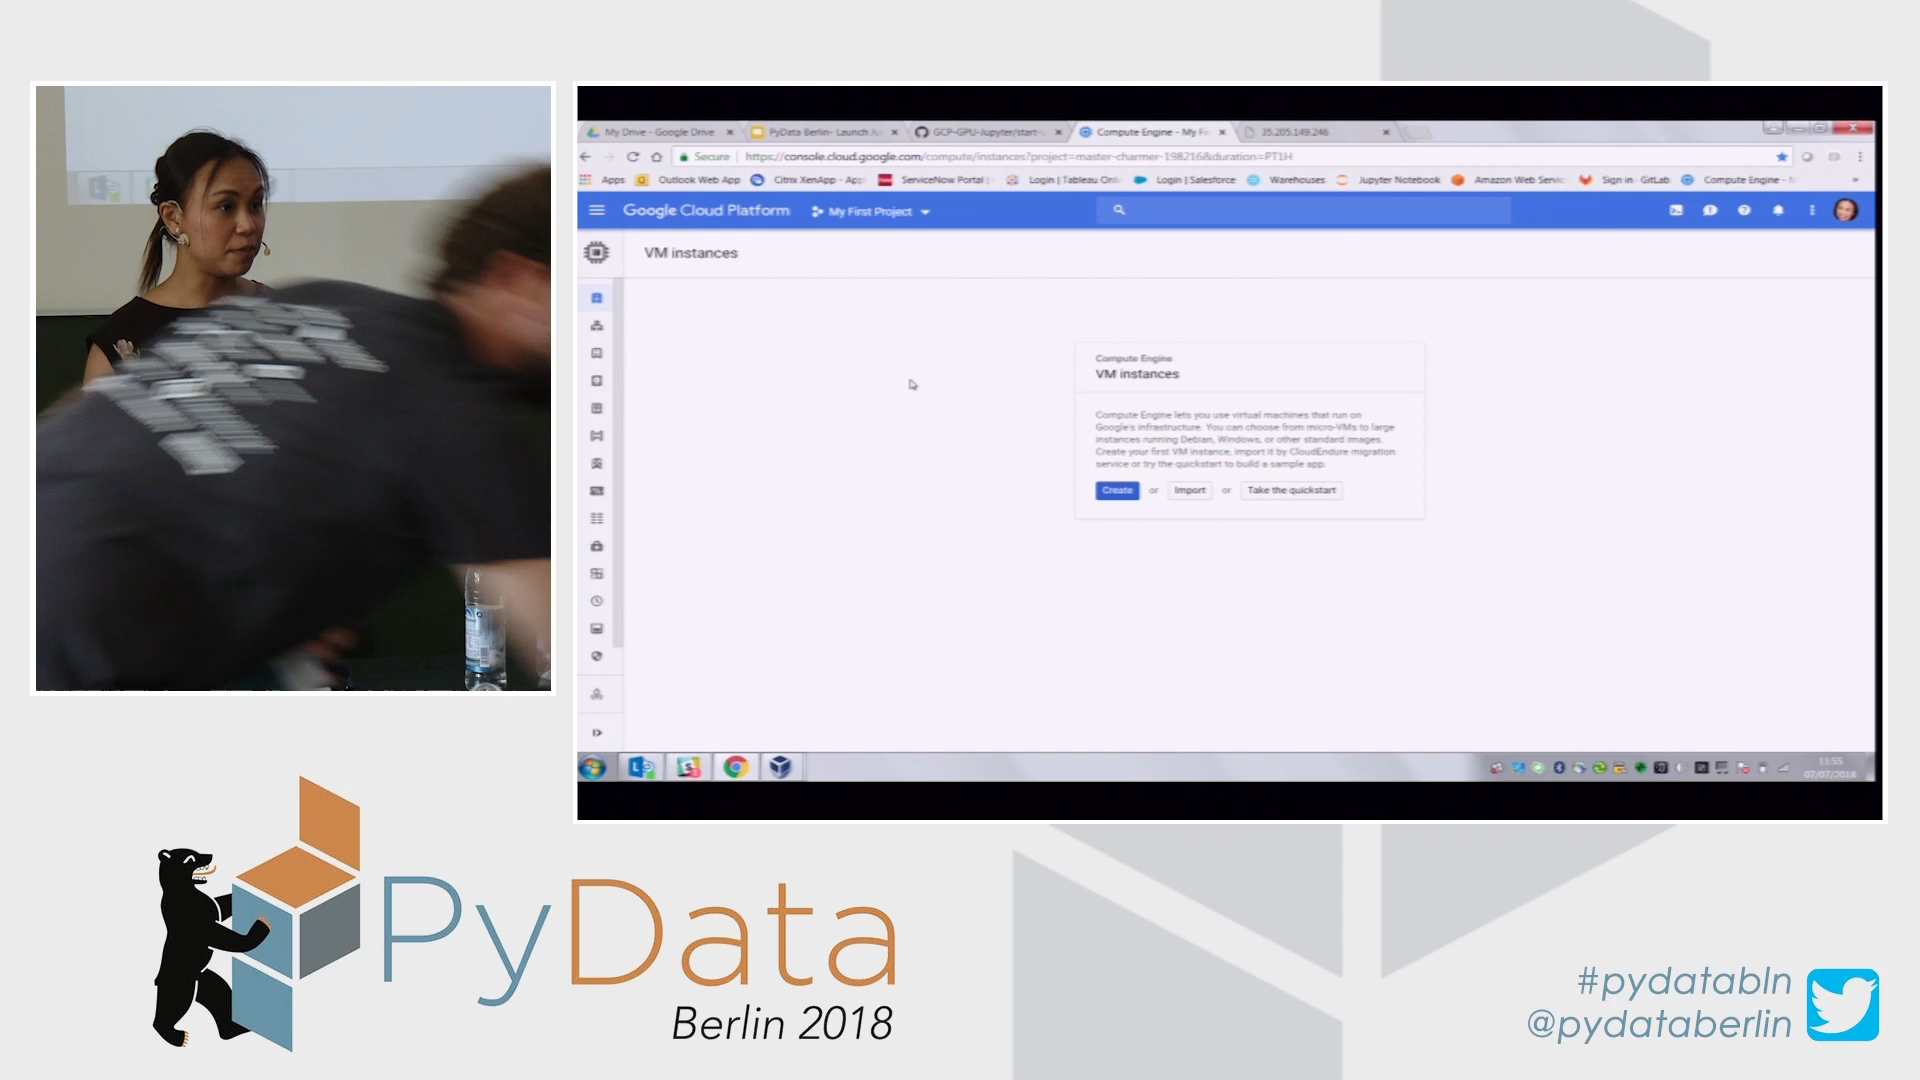 My Drive - Google Drive
PyData Berlin- Launch Ju
GCP-GPU-Jupyter/start-
Compute Engine - My Fi
35.205.149.246
Secure
https://console.cloud.google.com/compute/instances?project=master-charmer-198216&duration=PT1H
Apps
Outlook Web App
Citrix XenApp - App
ServiceNow Portal |
Login | Tableau Onli
Login | Salesforce
Warehouses
Jupyter Notebook
Amazon Web Servic
Sign in · GitLab
Compute Engine -
Google Cloud Platform
My First Project
VM instances
Compute Engine
VM instances
Compute Engine lets you use virtual machines that run on
Google's infrastructure. You can choose from micro-VMs to large
instances running Debian, Windows, or other standard images.
Create your first VM instance, import it by CloudEndure migration
service or try the quickstart to build a sample app.
Create or Import or Take the quickstart
11:55
07/07/2018
PyData
Berlin 2018
#pydatabln
@pydataberlin